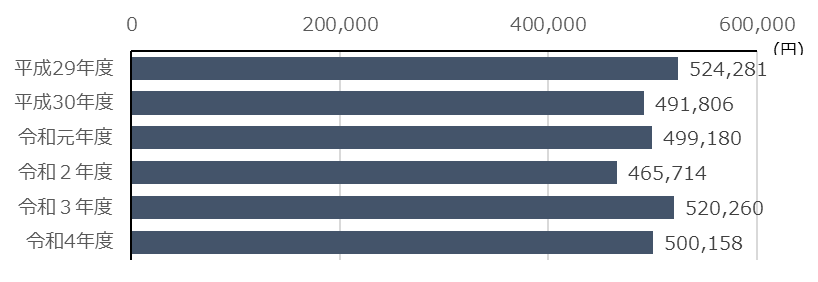 0 200,000 400,000 600,000
(円)
平成29年度 524,281
平成30年度 491,806
令和元年度 499,180
令和２年度 465,714
令和３年度 520,260
令和4年度 500,158